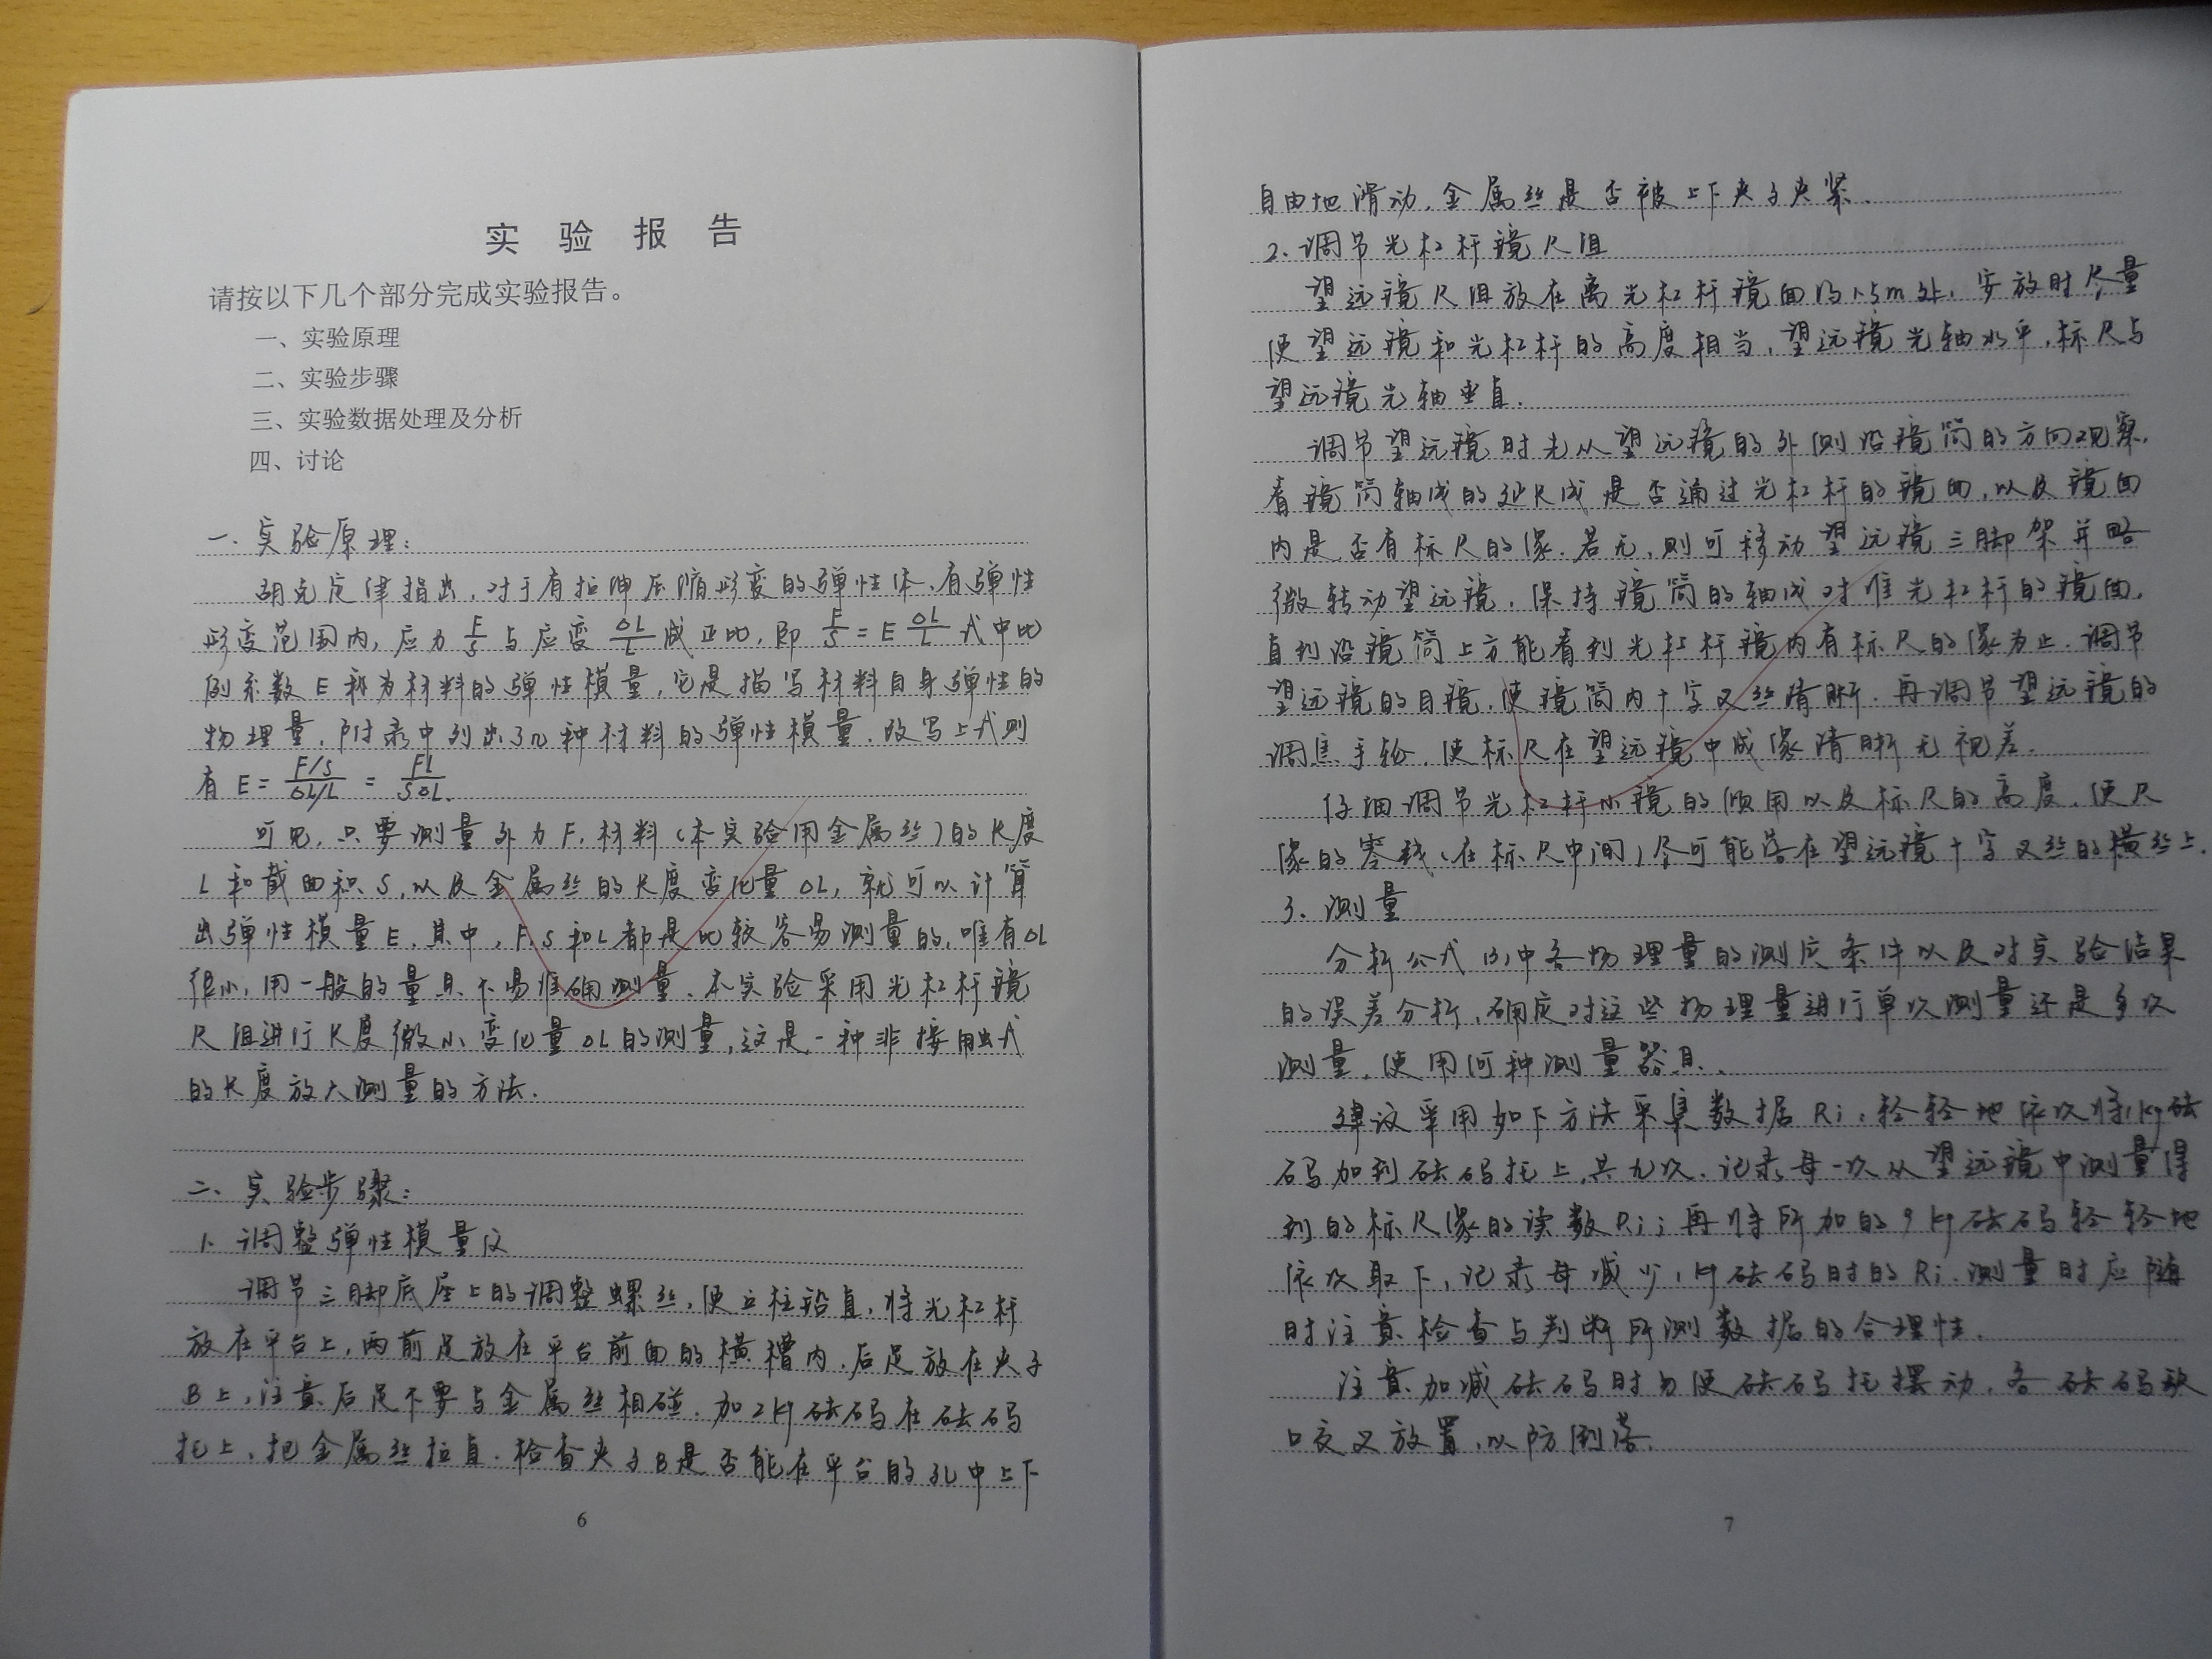 实验报告
请按以下几个部分完成实验报告。
一、实验原理
二、实验步骤
三、实验数据处理及分析
四、讨论
一、实验原理：
胡克定律指出，对于有拉伸压缩形变的弹性体，有弹性
形变范围内，应力 F/S 与应变 ΔL/L 成正比，即 F/S = E ΔL/L 式中比
例系数 E 称为材料的弹性模量，它是描写材料自身弹性的
物理量，附录中列出了几种材料的弹性模量．改写上式则
有 E = (F/S)/(ΔL/L) = FL/(SΔL)．
可见，只要测量外力F，材料（本实验用金属丝）的长度
L 和截面积 S，以及金属丝的长度变化量 ΔL，就可以计算
出弹性模量E．其中，F，S和L都是比较容易测量的，唯有ΔL
很小，用一般的量具不易准确测量．本实验采用光杠杆镜
尺组进行长度微小变化量ΔL的测量，这是一种非接触式
的长度放大测量的方法．
二、实验步骤：
1、调整弹性模量仪
调节三脚底座上的调整螺丝，使立柱铅直，将光杠杆
放在平台上，两前足放在平台前面的横槽内，后足放在夹子
B上，注意后足不要与金属丝相碰．加2kg砝码在砝码
托上，把金属丝拉直．检查夹子B是否能在平台的孔中上下
6
自由地滑动，金属丝是否被上下夹子夹紧．
2．调节光杠杆镜尺组
望远镜尺组放在离光杠杆镜面约1.5m处，安放时尽量
使望远镜和光杠杆的高度相当，望远镜光轴水平，标尺与
望远镜光轴垂直．
调节望远镜时先从望远镜的外侧沿镜筒的方向观察，
看镜筒轴线的延长线是否通过光杠杆的镜面，以及镜面
内是否有标尺的像．若无，则可移动望远镜三脚架并略
微转动望远镜，保持镜筒的轴线对准光杠杆的镜面，
直到沿镜筒上方能看到光杠杆镜内有标尺的像为止．调节
望远镜的目镜，使镜筒内十字叉丝清晰．再调节望远镜的
调焦手轮，使标尺在望远镜中成像清晰无视差．
仔细调节光杠杆小镜的倾角以及标尺的高度，使尺
像的零线（在标尺中间）尽可能落在望远镜十字叉丝的横丝上．
3．测量
分析公式（3）中各物理量的测定条件以及对实验结果
的误差分析，确定对这些物理量进行单次测量还是多次
测量，使用何种测量器具．
建议采用如下方法采集数据Ri：轻轻地依次将1kg砝
码加到砝码托上，共九次．记录每一次从望远镜中测量得
到的标尺像的读数Ri；再将所加的9kg砝码轻轻地
依次取下，记录每减少1kg砝码时的Ri．测量时应随
时注意检查与判断所测数据的合理性．
注意加减砝码时勿使砝码托摆动，各砝码缺
口交叉放置，以防倒落．
7